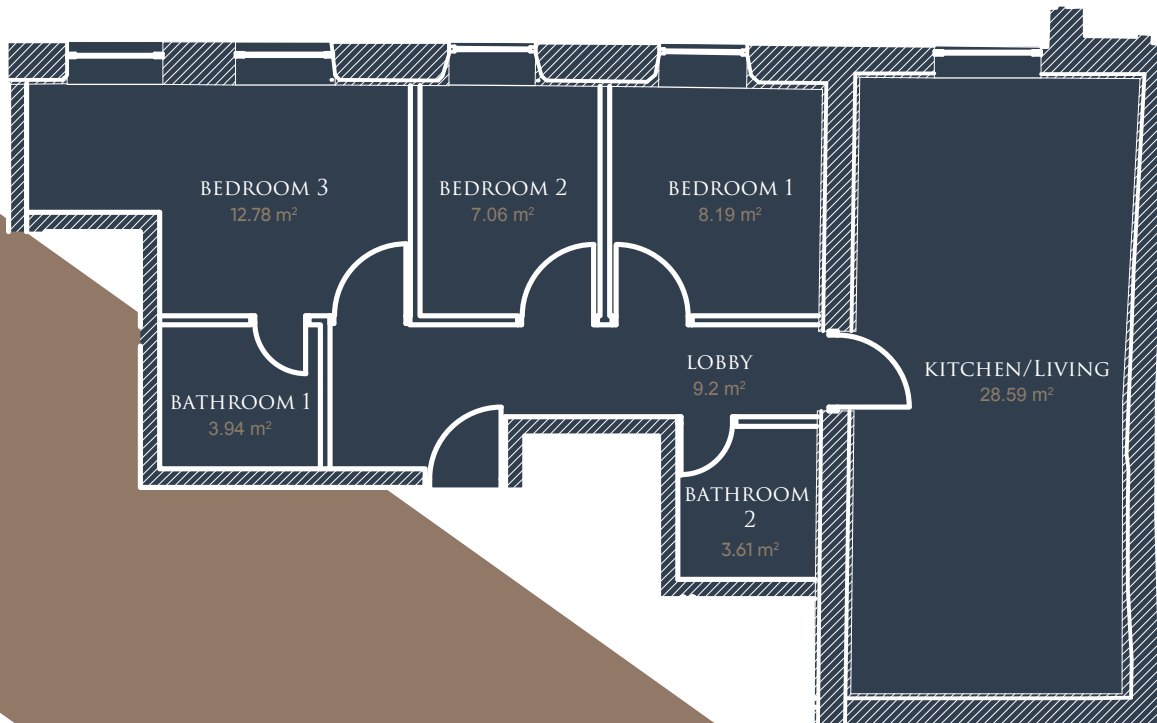 BEDROOM 3
12.78 m²
BEDROOM 2
7.06 m²
BEDROOM 1
8.19 m²
LOBBY
9.2 m²
KITCHEN/LIVING
28.59 m²
BATHROOM 1
3.94 m²
BATHROOM
2
3.61 m²